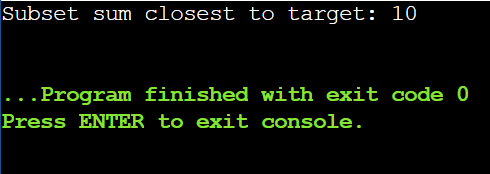 Subset sum closest to target: 10
...Program finished with exit code 0
Press ENTER to exit console.